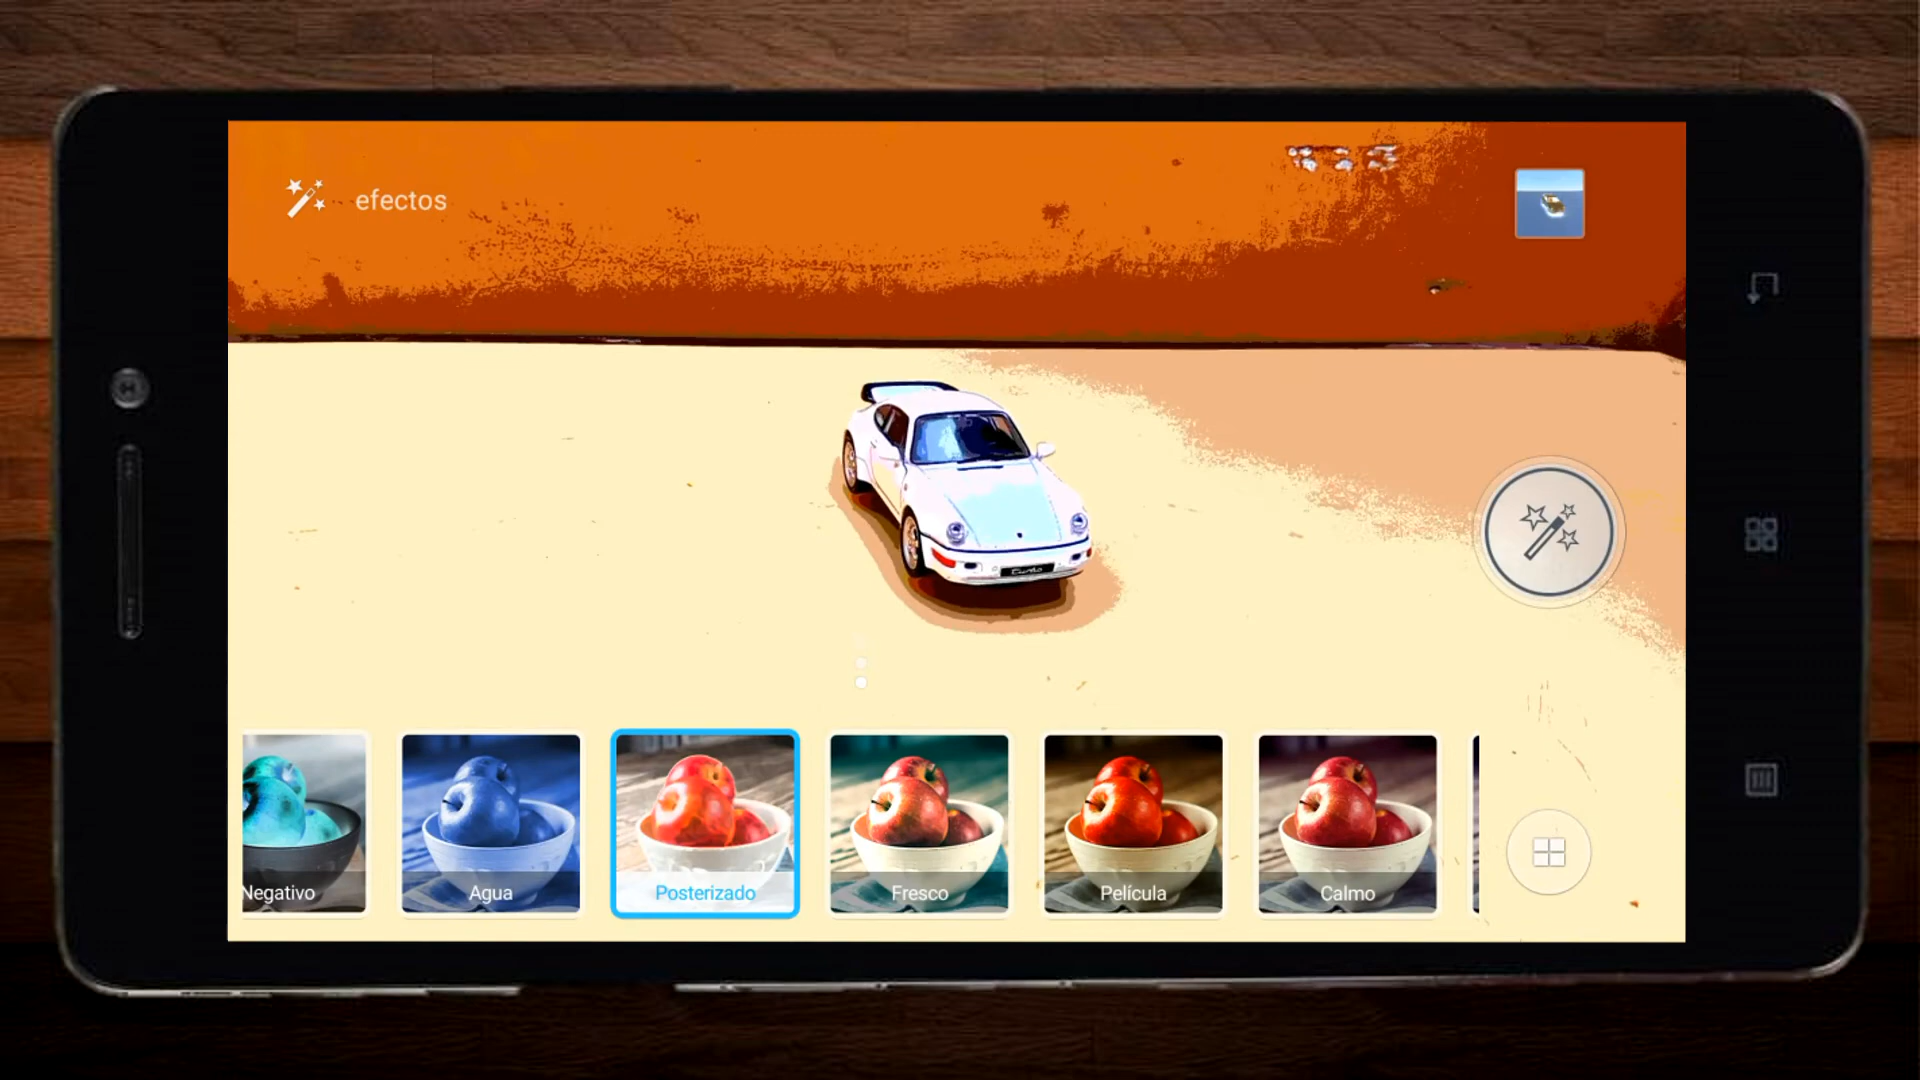 efectos
Negativo
Agua
Posterizado
Fresco
Película
Calmo